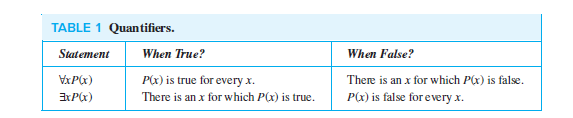 TABLE 1 Quantifiers.
Statement When True? When False?
∀xP(x) P(x) is true for every x. There is an x for which P(x) is false.
∃xP(x) There is an x for which P(x) is true. P(x) is false for every x.